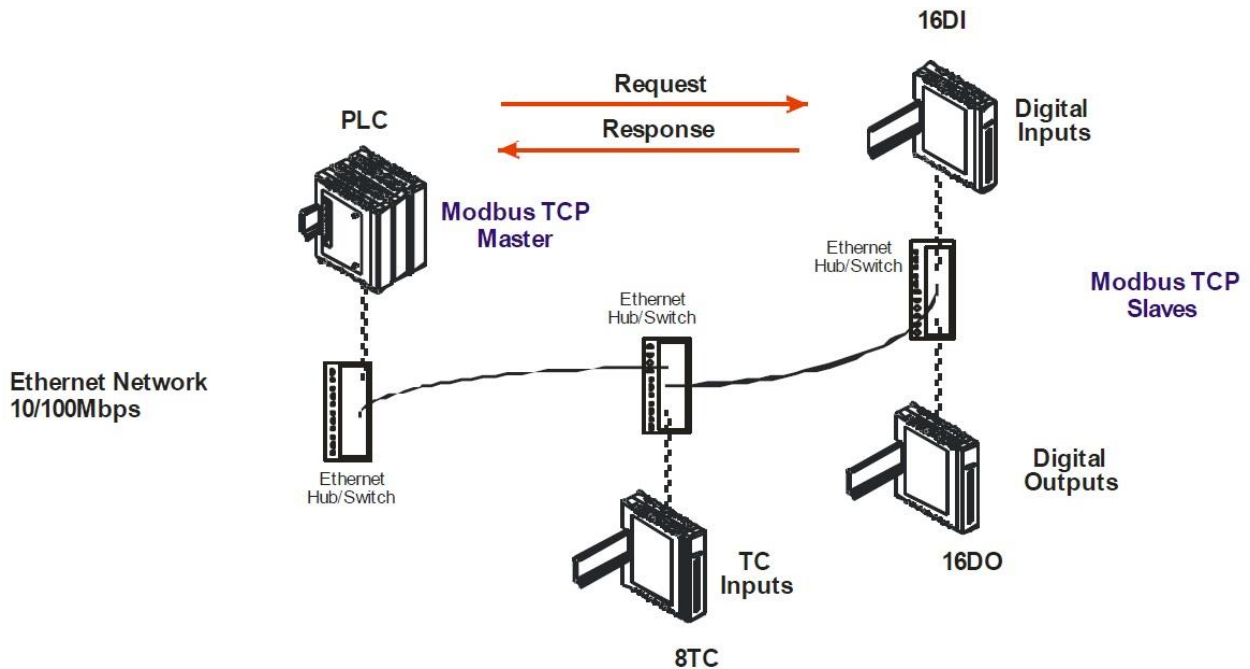 16DI
Request
Digital
Inputs
PLC
Response
Modbus TCP
Master
Ethernet
Hub/Switch
Modbus TCP
Slaves
Ethernet
Hub/Switch
Ethernet Network
10/100Mbps
Ethernet
Hub/Switch
Digital
Outputs
TC
Inputs
16DO
8TC